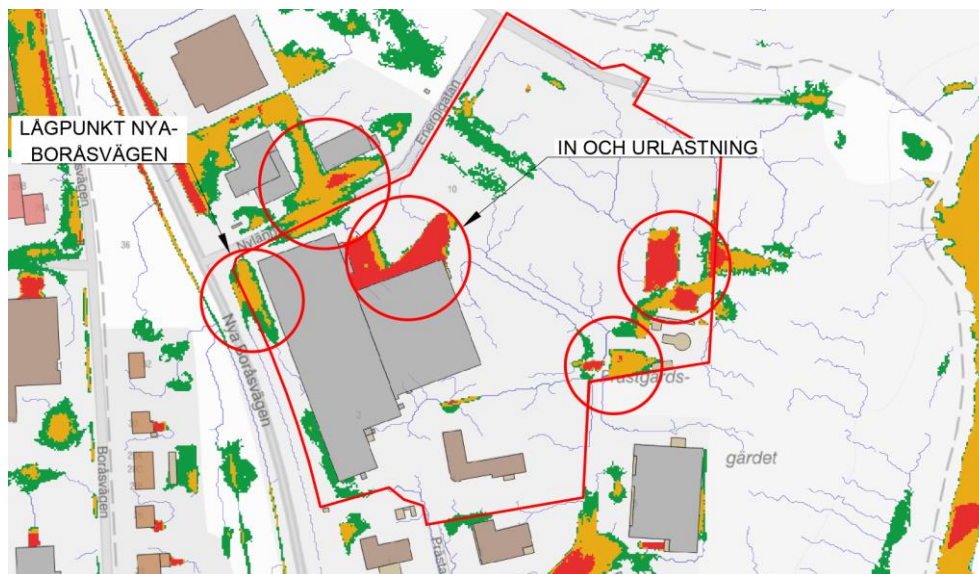 LÅGPUNKT NYA-
BORÅSVÄGEN
IN OCH URLASTNING
Energigatan
Nya Boråsvägen
Boråsvägen
Prästgårds-
gärdet
10
36